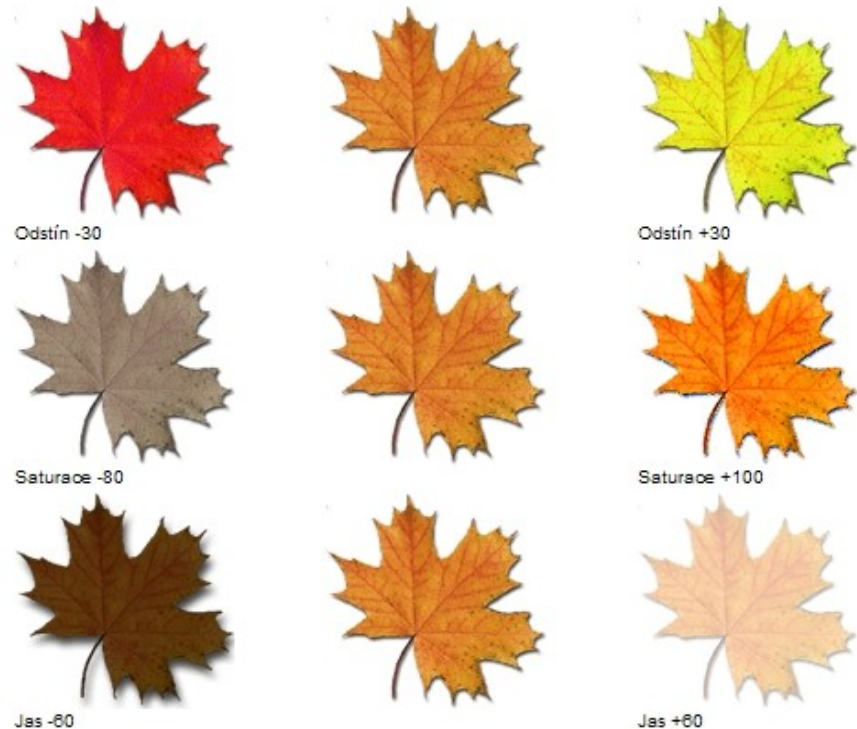 Odstín -30
Odstín +30
Saturace -80
Saturace +100
Jas -60
Jas +60